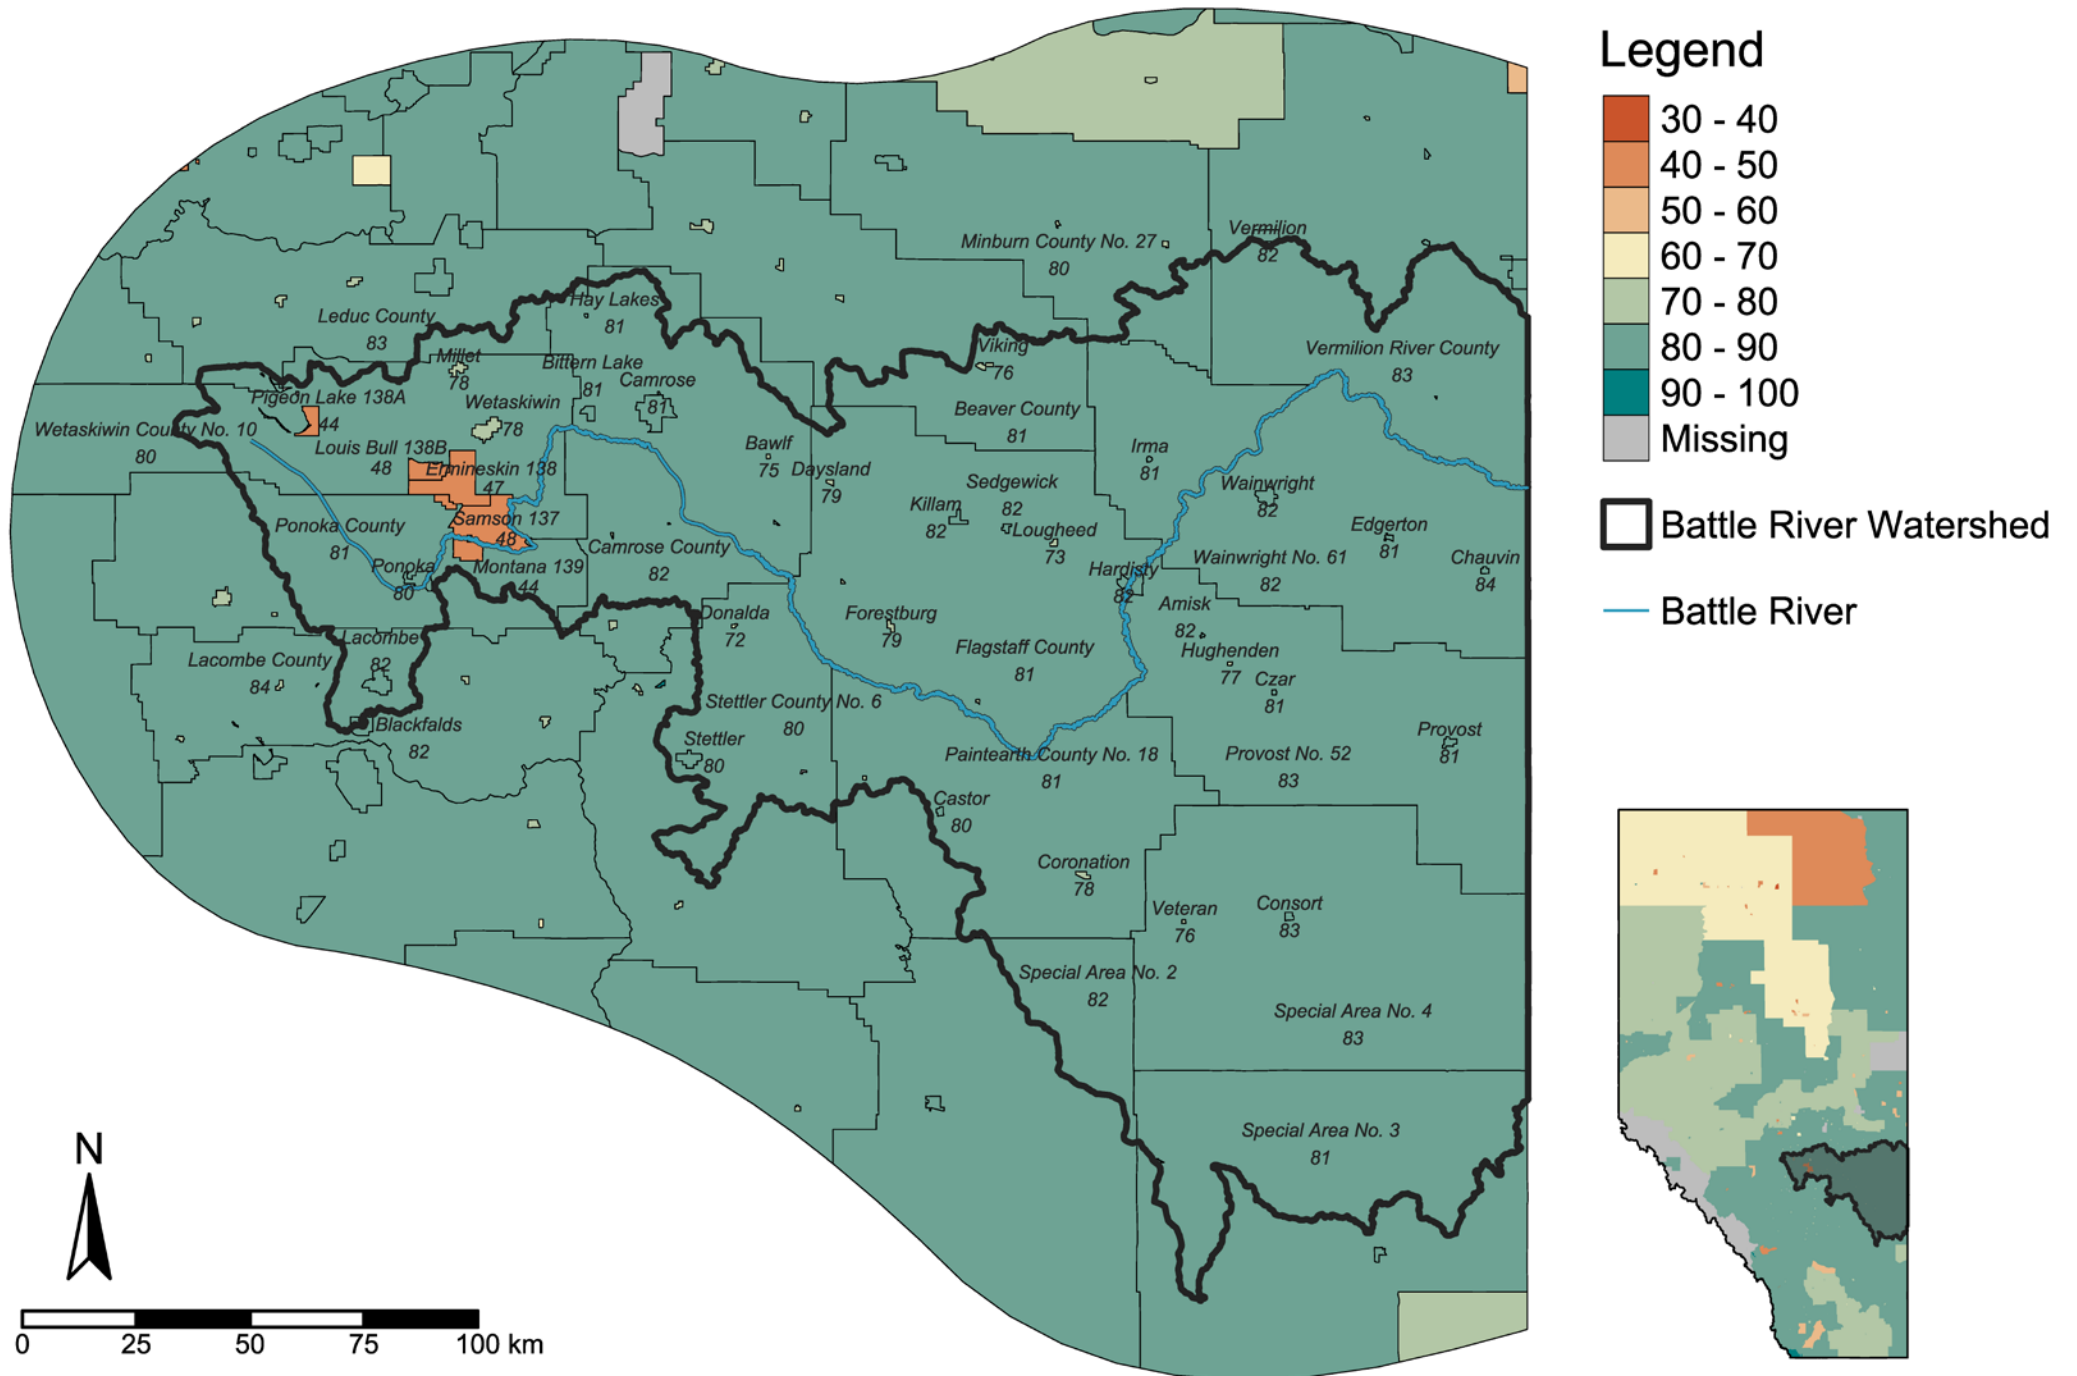 Legend
30 - 40
40 - 50
50 - 60
60 - 70
70 - 80
80 - 90
90 - 100
Missing
Battle River Watershed
Battle River
Vermilion
82
Minburn County No. 27
80
Hay Lakes
81
Leduc County
83
Viking
76
Vermilion River County
83
Millet
78
Bittern Lake
81
Camrose
81
Pigeon Lake 138A
44
Wetaskiwin
78
Beaver County
81
Wetaskiwin County No. 10
80
Louis Bull 138B
48
Ermineskin 138
47
Bawlf
75
Daysland
79
Irma
81
Sedgewick
82
Wainwright
82
Killam
82
Lougheed
73
Samson 137
48
Ponoka County
81
Edgerton
81
Camrose County
82
Wainwright No. 61
82
Chauvin
84
Ponoka
80
Montana 139
44
Hardisty
82
Amisk
82
Donalda
72
Forestburg
79
Lacombe
82
Flagstaff County
81
Hughenden
77
Lacombe County
84
Czar
81
Stettler County No. 6
80
Blackfalds
82
Stettler
80
Provost
81
Paintearth County No. 18
81
Provost No. 52
83
Castor
80
Coronation
78
Veteran
76
Consort
83
Special Area No. 2
82
Special Area No. 4
83
Special Area No. 3
81
N
0 25 50 75 100 km